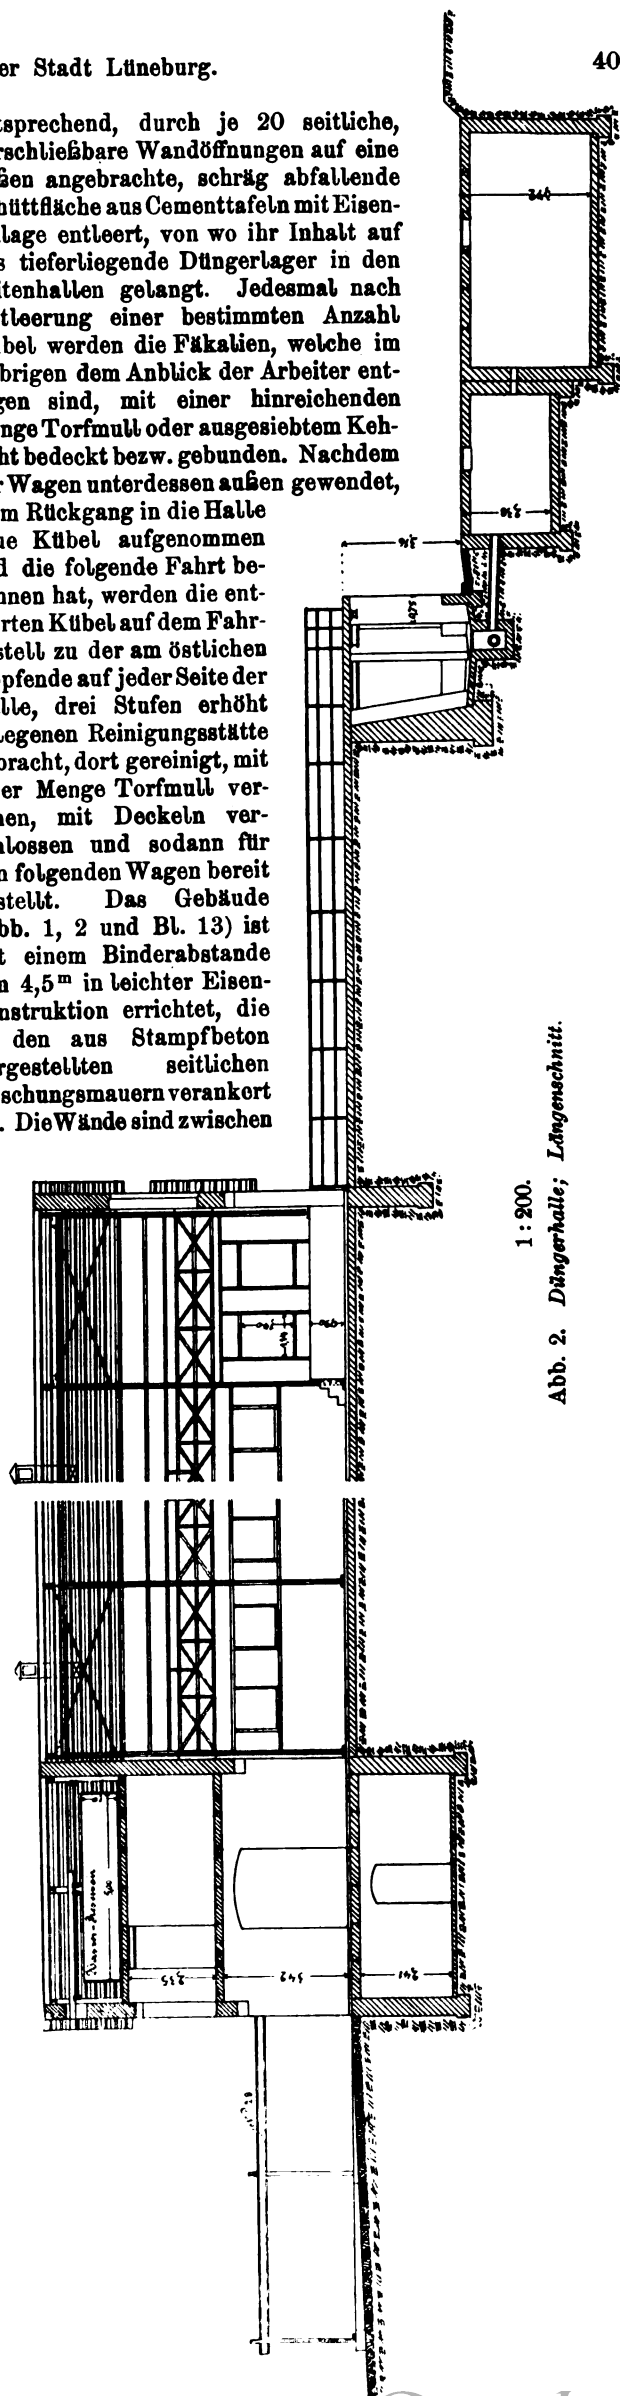 er Stadt Lüneburg.
40
tsprechend, durch je 20 seitliche,
rschließbare Wandöffnungen auf eine
ßen angebrachte, schräg abfallende
hüttfläche aus Cementtafeln mit Eisen-
lage entleert, von wo ihr Inhalt auf
s tieferliegende Düngerlager in den
itenhallen gelangt. Jedesmal nach
tleerung einer bestimmten Anzahl
bel werden die Fäkalien, welche im
brigen dem Anblick der Arbeiter ent-
gen sind, mit einer hinreichenden
nge Torfmull oder ausgesiebtem Keh-
ht bedeckt bezw. gebunden. Nachdem
r Wagen unterdessen außen gewendet,
m Rückgang in die Halle
ue Kübel aufgenommen
d die folgende Fahrt be-
nnen hat, werden die ent-
rten Kübel auf dem Fahr-
stell zu der am östlichen
pfende auf jeder Seite der
lle, drei Stufen erhöht
legenen Reinigungsstätte
bracht, dort gereinigt, mit
er Menge Torfmull ver-
hen, mit Deckeln ver-
hlossen und sodann für
n folgenden Wagen bereit
stellt. Das Gebäude
bb. 1, 2 und Bl. 13) ist
t einem Binderabstande
n 4,5 m in leichter Eisen-
nstruktion errichtet, die
den aus Stampfbeton
rgestellten seitlichen
schungsmauern verankort
. Die Wände sind zwischen
1 : 200.
Abb. 2. Düngerhalle; Längenschnitt.
2,35
3,42
2,41